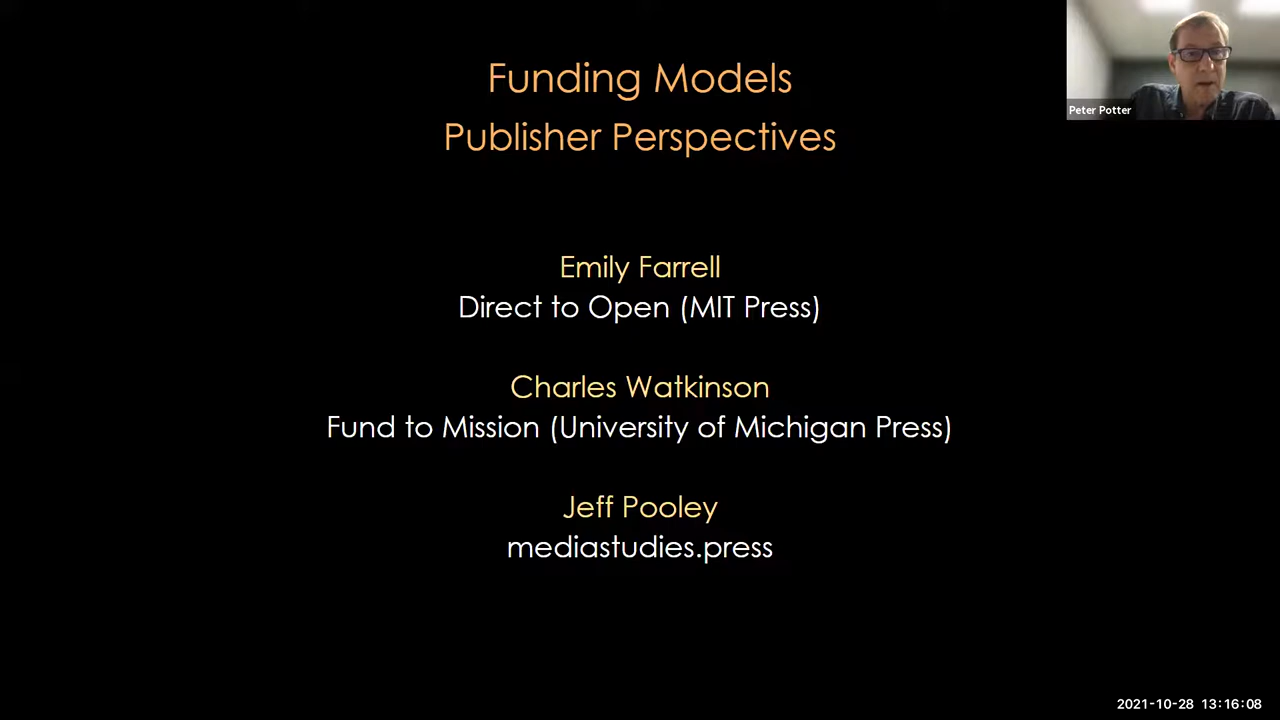 Funding Models
Publisher Perspectives
Peter Potter
Emily Farrell
Direct to Open (MIT Press)
Charles Watkinson
Fund to Mission (University of Michigan Press)
Jeff Pooley
mediastudies.press
2021-10-28 13:16:08